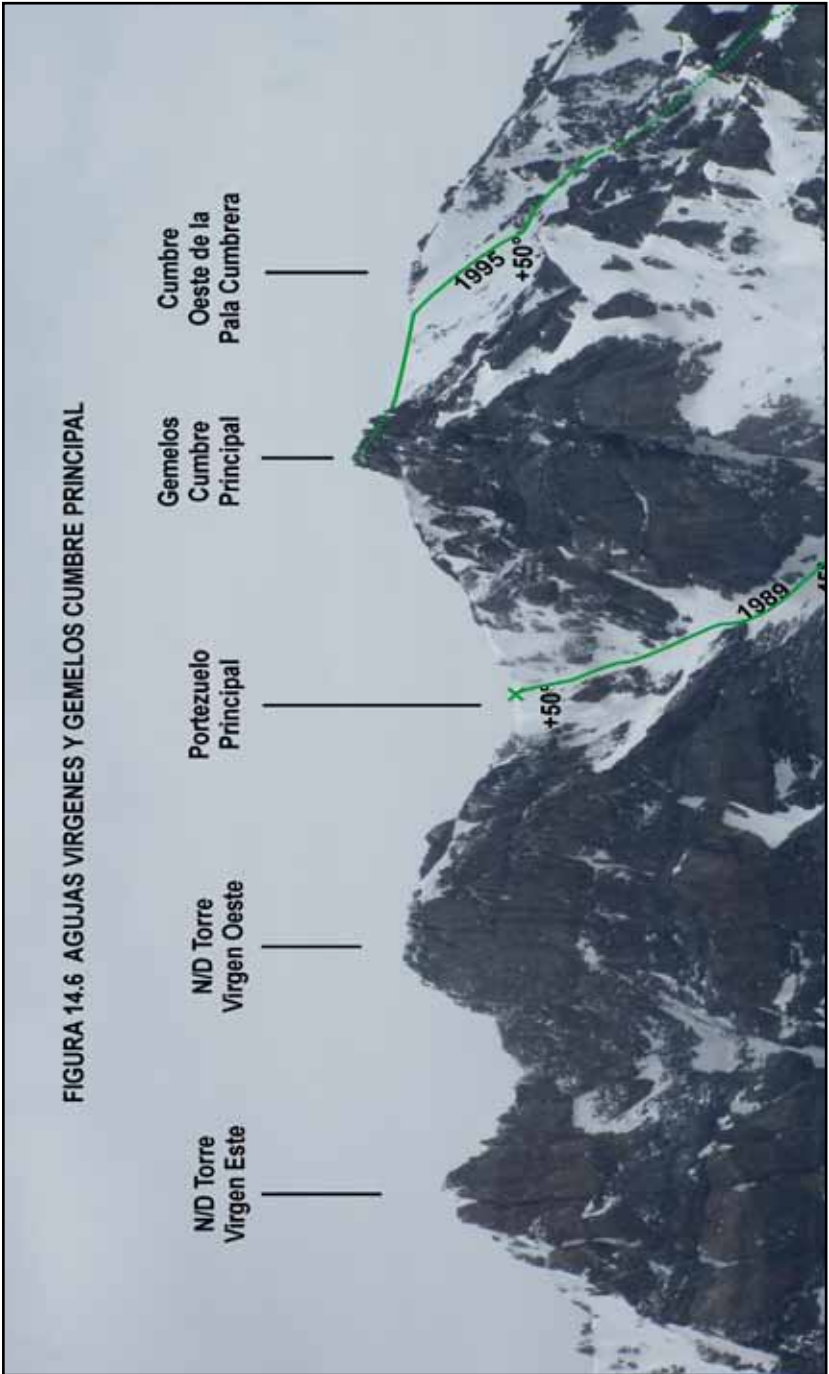 FIGURA 14.6 AGUJAS VIRGENES Y GEMELOS CUMBRE PRINCIPAL
N/D Torre
Virgen Este
N/D Torre
Virgen Oeste
Portezuelo
Principal
Gemelos
Cumbre
Principal
Cumbre
Oeste de la
Pala Cumbrera
+50°
1989
1995
+50°